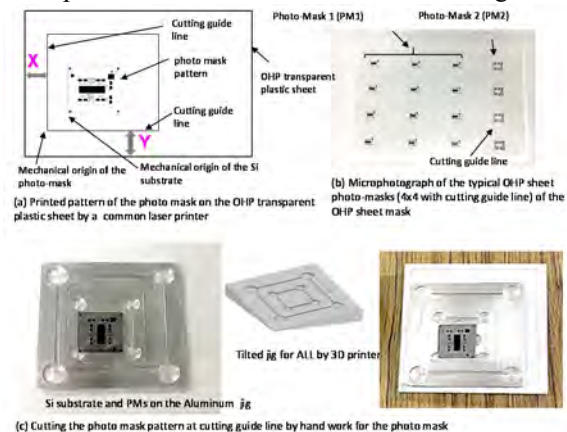 Cutting guide
line
Photo-Mask 1 (PM1)
Photo-Mask 2 (PM2)
X
photo mask
pattern
OHP transparent
plastic sheet
Cutting guide
line
Y
Mechanical origin of the
photo-mask
Mechanical origin of the Si
substrate
Cutting guide line
(a) Printed pattern of the photo mask on the OHP transparent
plastic sheet by a common laser printer
(b) Microphotograph of the typical OHP sheet
photo-masks (4x4 with cutting guide line) of the
OHP sheet mask
Tilted jig for ALL by 3D printer
Si substrate and PMs on the Aluminum jig
(c) Cutting the photo mask pattern at cutting guide line by hand work for the photo mask